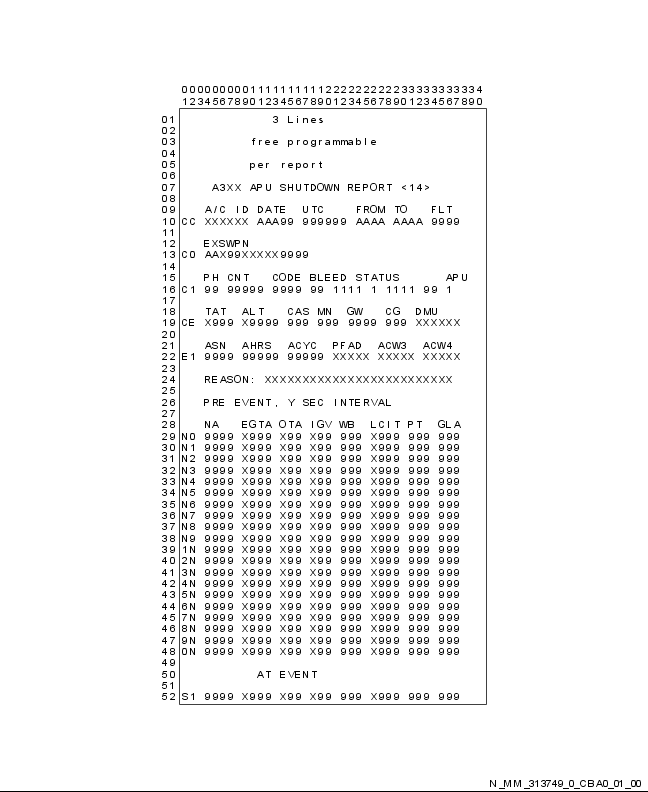 0000000001111111111222222222233333333334
1234567890123456789012345678901234567890
01 3 Lines
02
03 free programmable
04
05 per report
06
07 A3XX APU SHUTDOWN REPORT <14>
08
09 A/C ID DATE UTC FROM TO FLT
10 CC XXXXXX AAA99 999999 AAAA AAAA 9999
11
12 EXSWPN
13 C0 AAX99XXXXX9999
14
15 PH CNT CODE BLEED STATUS APU
16 C1 99 99999 9999 99 1111 1 1111 99 1
17
18 TAT ALT CAS MN GW CG DMU
19 CE X999 X9999 999 999 9999 999 XXXXXX
20
21 ASN AHRS ACYC PFAD ACW3 ACW4
22 E1 9999 99999 99999 XXXXX XXXXX XXXXX
23
24 REASON: XXXXXXXXXXXXXXXXXXXXXXXXX
25
26 PRE EVENT, Y SEC INTERVAL
27
28 NA EGTA OTA IGV WB LCIT PT GLA
29 N0 9999 X999 X99 X99 999 X999 999 999
30 N1 9999 X999 X99 X99 999 X999 999 999
31 N2 9999 X999 X99 X99 999 X999 999 999
32 N3 9999 X999 X99 X99 999 X999 999 999
33 N4 9999 X999 X99 X99 999 X999 999 999
34 N5 9999 X999 X99 X99 999 X999 999 999
35 N6 9999 X999 X99 X99 999 X999 999 999
36 N7 9999 X999 X99 X99 999 X999 999 999
37 N8 9999 X999 X99 X99 999 X999 999 999
38 N9 9999 X999 X99 X99 999 X999 999 999
39 1N 9999 X999 X99 X99 999 X999 999 999
40 2N 9999 X999 X99 X99 999 X999 999 999
41 3N 9999 X999 X99 X99 999 X999 999 999
42 4N 9999 X999 X99 X99 999 X999 999 999
43 5N 9999 X999 X99 X99 999 X999 999 999
44 6N 9999 X999 X99 X99 999 X999 999 999
45 7N 9999 X999 X99 X99 999 X999 999 999
46 8N 9999 X999 X99 X99 999 X999 999 999
47 9N 9999 X999 X99 X99 999 X999 999 999
48 0N 9999 X999 X99 X99 999 X999 999 999
49
50 AT EVENT
51
52 S1 9999 X999 X99 X99 999 X999 999 999
N_MM_313749_0_CBA0_01_00